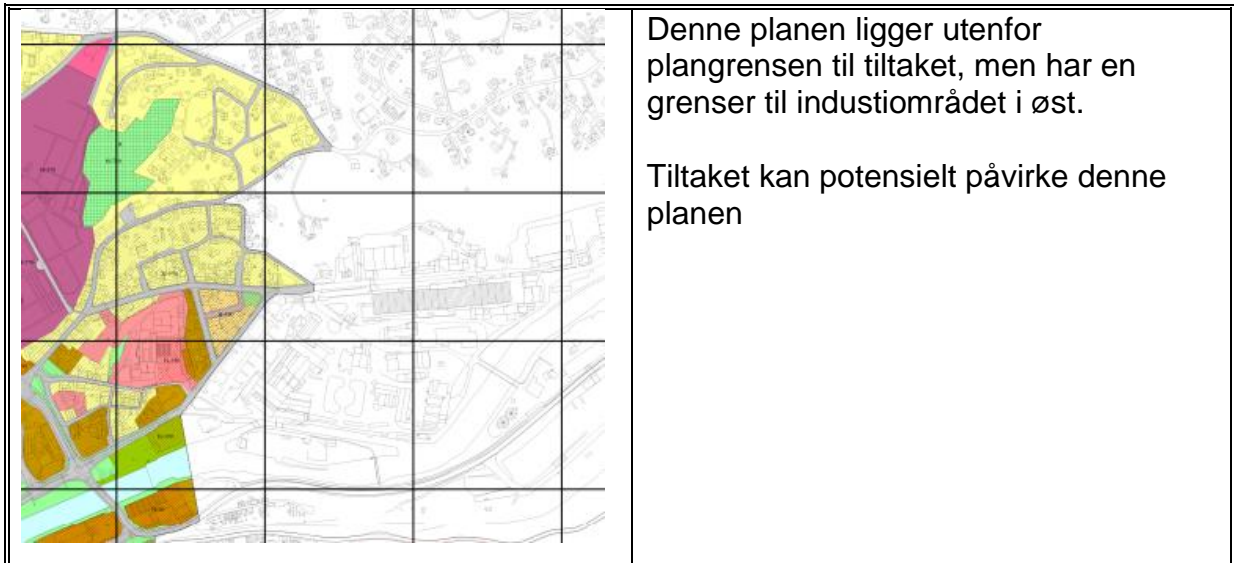 Denne planen ligger utenfor
plangrensen til tiltaket, men har en
grenser til industiområdet i øst.
Tiltaket kan potensielt påvirke denne
planen